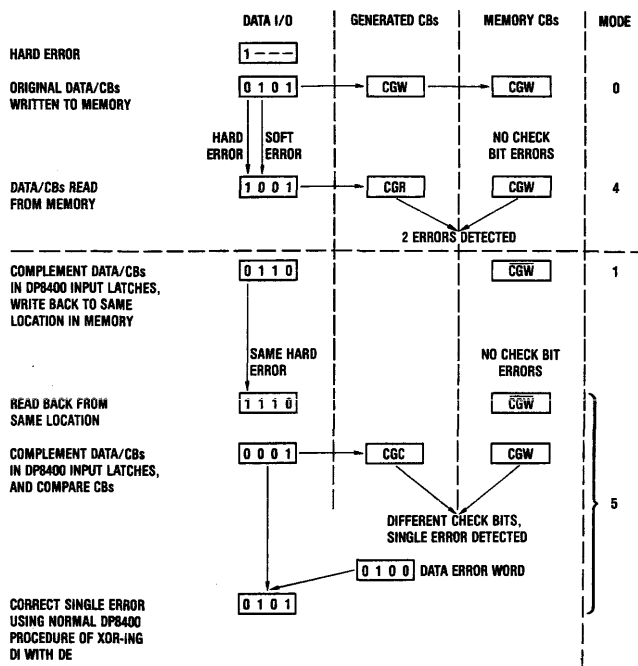 DATA I/O GENERATED CBs MEMORY CBs MODE
HARD ERROR 1 - - -
ORIGINAL DATA/CBs
WRITTEN TO MEMORY
0 1 0 1 CGW CGW 0
HARD
ERROR
SOFT
ERROR
NO CHECK
BIT ERRORS
DATA/CBs READ
FROM MEMORY
1 0 0 1 CGR CGW 4
2 ERRORS DETECTED
COMPLEMENT DATA/CBs
IN DP8400 INPUT LATCHES,
WRITE BACK TO SAME
LOCATION IN MEMORY
0 1 1 0 C̅G̅W̅ 1
SAME HARD
ERROR
NO CHECK BIT
ERRORS
READ BACK FROM
SAME LOCATION
1 1 1 0 C̅G̅W̅
COMPLEMENT DATA/CBs
IN DP8400 INPUT LATCHES,
AND COMPARE CBs
0 0 0 1 CGC CGW
5
DIFFERENT CHECK BITS,
SINGLE ERROR DETECTED
0 1 0 0 DATA ERROR WORD
CORRECT SINGLE ERROR
USING NORMAL DP8400
PROCEDURE OF XOR-ING
DI WITH DE
0 1 0 1